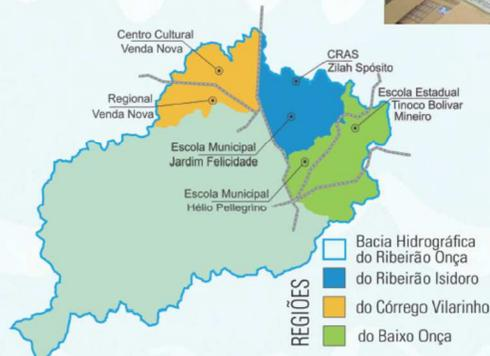 Centro Cultural
Venda Nova
CRAS
Zilah Spósito
Regional
Venda Nova
Escola Estadual
Tinoco Bolivar
Mineiro
Escola Municipal
Jardim Felicidade
Escola Municipal
Hélio Pellegrino
REGIÕES
Bacia Hidrográfica
do Ribeirão Onça
do Ribeirão Isidoro
do Córrego Vilarinho
do Baixo Onça